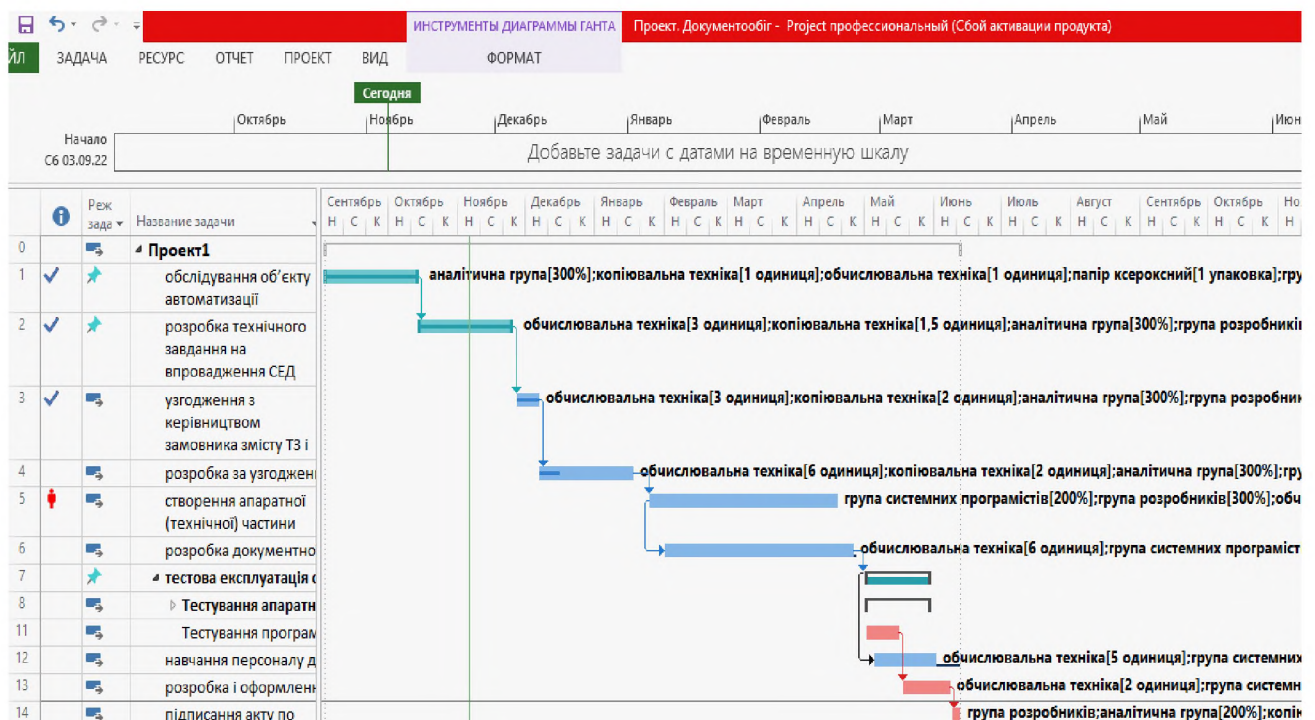 ИНСТРУМЕНТЫ ДИАГРАММЫ ГАНТА Проект. Документообіг - Project профессиональный (Сбой активации продукта)
ЙЛ ЗАДАЧА РЕСУРС ОТЧЕТ ПРОЕКТ ВИД ФОРМАТ
Сегодня
Октябрь Ноябрь Декабрь Январь Февраль Март Апрель Май Июн
Начало
Сб 03.09.22
Добавьте задачи с датами на временную шкалу
Реж
зада Название задачи
Сентябрь Октябрь Ноябрь Декабрь Январь Февраль Март Апрель Май Июнь Июль Август Сентябрь Октябрь Но
Н С К Н С К Н С К Н С К Н С К Н С К Н С К Н С К Н С К Н С К Н С К Н С К Н С К Н С К Н
0 Проект1
1 обслідування об’єкту
автоматизації
аналітична група[300%];копіювальна техніка[1 одиниця];обчислювальна техніка[1 одиниця];папір ксероксний[1 упаковка];гру
2 розробка технічного
завдання на
впровадження СЕД
обчислювальна техніка[3 одиниця];копіювальна техніка[1,5 одиниця];аналітична група[300%];група розробникі
3 узгодження з
керівництвом
замовника змісту ТЗ і
обчислювальна техніка[3 одиниця];копіювальна техніка[2 одиниця];аналітична група[300%];група розробник
4 розробка за узгоджен
обчислювальна техніка[6 одиниця];копіювальна техніка[2 одиниця];аналітична група[300%];гру
5 створення апаратної
(технічної) частини
група системних програмістів[200%];група розробників[300%];обч
6 розробка документно
обчислювальна техніка[6 одиниця];група системних програміст
7 тестова експлуатація с
8 Тестування апаратн
11 Тестування програм
12 навчання персоналу д
обчислювальна техніка[5 одиниця];група системних
13 розробка і оформлен
обчислювальна техніка[2 одиниця];група системн
14 підписання акту по
група розробників;аналітична група[200%];копік